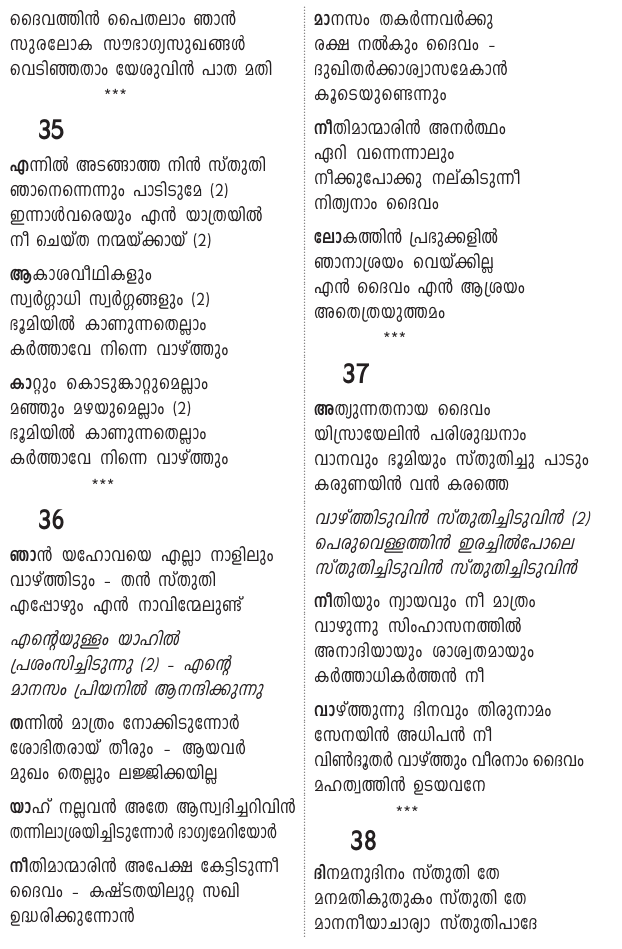 ദൈവത്തിൻ പൈതലാം ഞാൻ
സുരലോക സൗഭാഗ്യസുഖങ്ങൾ
വെടിഞ്ഞതാം യേശുവിൻ പാത മതി
***
35
എന്നിൽ അടങ്ങാത്ത നിൻ സ്തുതി
ഞാനെന്നെന്നും പാടിടുമേ (2)
ഇന്നാൾവരെയും എൻ യാത്രയിൽ
നീ ചെയ്ത നന്മയ്ക്കായ് (2)
ആകാശവീഥികളും
സ്വർഗ്ഗാധി സ്വർഗ്ഗങ്ങളും (2)
ഭൂമിയിൽ കാണുന്നതെല്ലാം
കർത്താവേ നിന്നെ വാഴ്ത്തും
കാറ്റും കൊടുങ്കാറ്റുമെല്ലാം
മഞ്ഞും മഴയുമെല്ലാം (2)
ഭൂമിയിൽ കാണുന്നതെല്ലാം
കർത്താവേ നിന്നെ വാഴ്ത്തും
***
36
ഞാൻ യഹോവയെ എല്ലാ നാളിലും
വാഴ്ത്തിടും – തൻ സ്തുതി
എപ്പോഴും എൻ നാവിന്മേലുണ്ട്
എന്റെയുള്ളം യാഹിൽ
പ്രശംസിച്ചിടുന്നു (2) – എന്റെ
മാനസം പ്രിയനിൽ ആനന്ദിക്കുന്നു
തന്നിൽ മാത്രം നോക്കിടുന്നോർ
ശോഭിതരായ് തീരും – ആയവർ
മുഖം തെല്ലും ലജ്ജിക്കയില്ല
യാഹ് നല്ലവൻ അതേ ആസ്വദിച്ചറിവിൻ
തന്നിലാശ്രയിച്ചിടുന്നോർ ഭാഗ്യമേറിയോർ
നീതിമാന്മാരിൻ അപേക്ഷ കേട്ടിടുന്നീ
ദൈവം – കഷ്ടതയിലുറ്റ സഖി
ഉദ്ധരിക്കുന്നോൻ
മാനസം തകർന്നവർക്കു
രക്ഷ നൽകും ദൈവം –
ദുഖിതർക്കാശ്വാസമേകാൻ
കൂടെയുണ്ടെന്നും
നീതിമാന്മാരിൻ അനർത്ഥം
ഏറി വന്നെന്നാലും
നീക്കുപോക്കു നല്കിടുന്നീ
നിത്യനാം ദൈവം
ലോകത്തിൻ പ്രഭുക്കളിൽ
ഞാനാശ്രയം വെയ്ക്കില്ല
എൻ ദൈവം എൻ ആശ്രയം
അതെത്രയുത്തമം
***
37
അത്യുന്നതനായ ദൈവം
യിസ്രായേലിൻ പരിശുദ്ധനാം
വാനവും ഭൂമിയും സ്തുതിച്ചു പാടും
കരുണയിൻ വൻ കരത്തെ
വാഴ്ത്തിടുവിൻ സ്തുതിച്ചിടുവിൻ (2)
പെരുവെള്ളത്തിൻ ഇരച്ചിൽപോലെ
സ്തുതിച്ചിടുവിൻ സ്തുതിച്ചിടുവിൻ
നീതിയും ന്യായവും നീ മാത്രം
വാഴുന്നു സിംഹാസനത്തിൽ
അനാദിയായും ശാശ്വതമായും
കർത്താധികർത്തൻ നീ
വാഴ്ത്തുന്നു ദിനവും തിരുനാമം
സേനയിൻ അധിപൻ നീ
വിൺദൂതർ വാഴ്ത്തും വീരനാം ദൈവം
മഹത്വത്തിൻ ഉടയവനേ
***
38
ദിനമനുദിനം സ്തുതി തേ
മനമതികുതുകം സ്തുതി തേ
മാനനീയാചാര്യാ സ്തുതിപാദേ